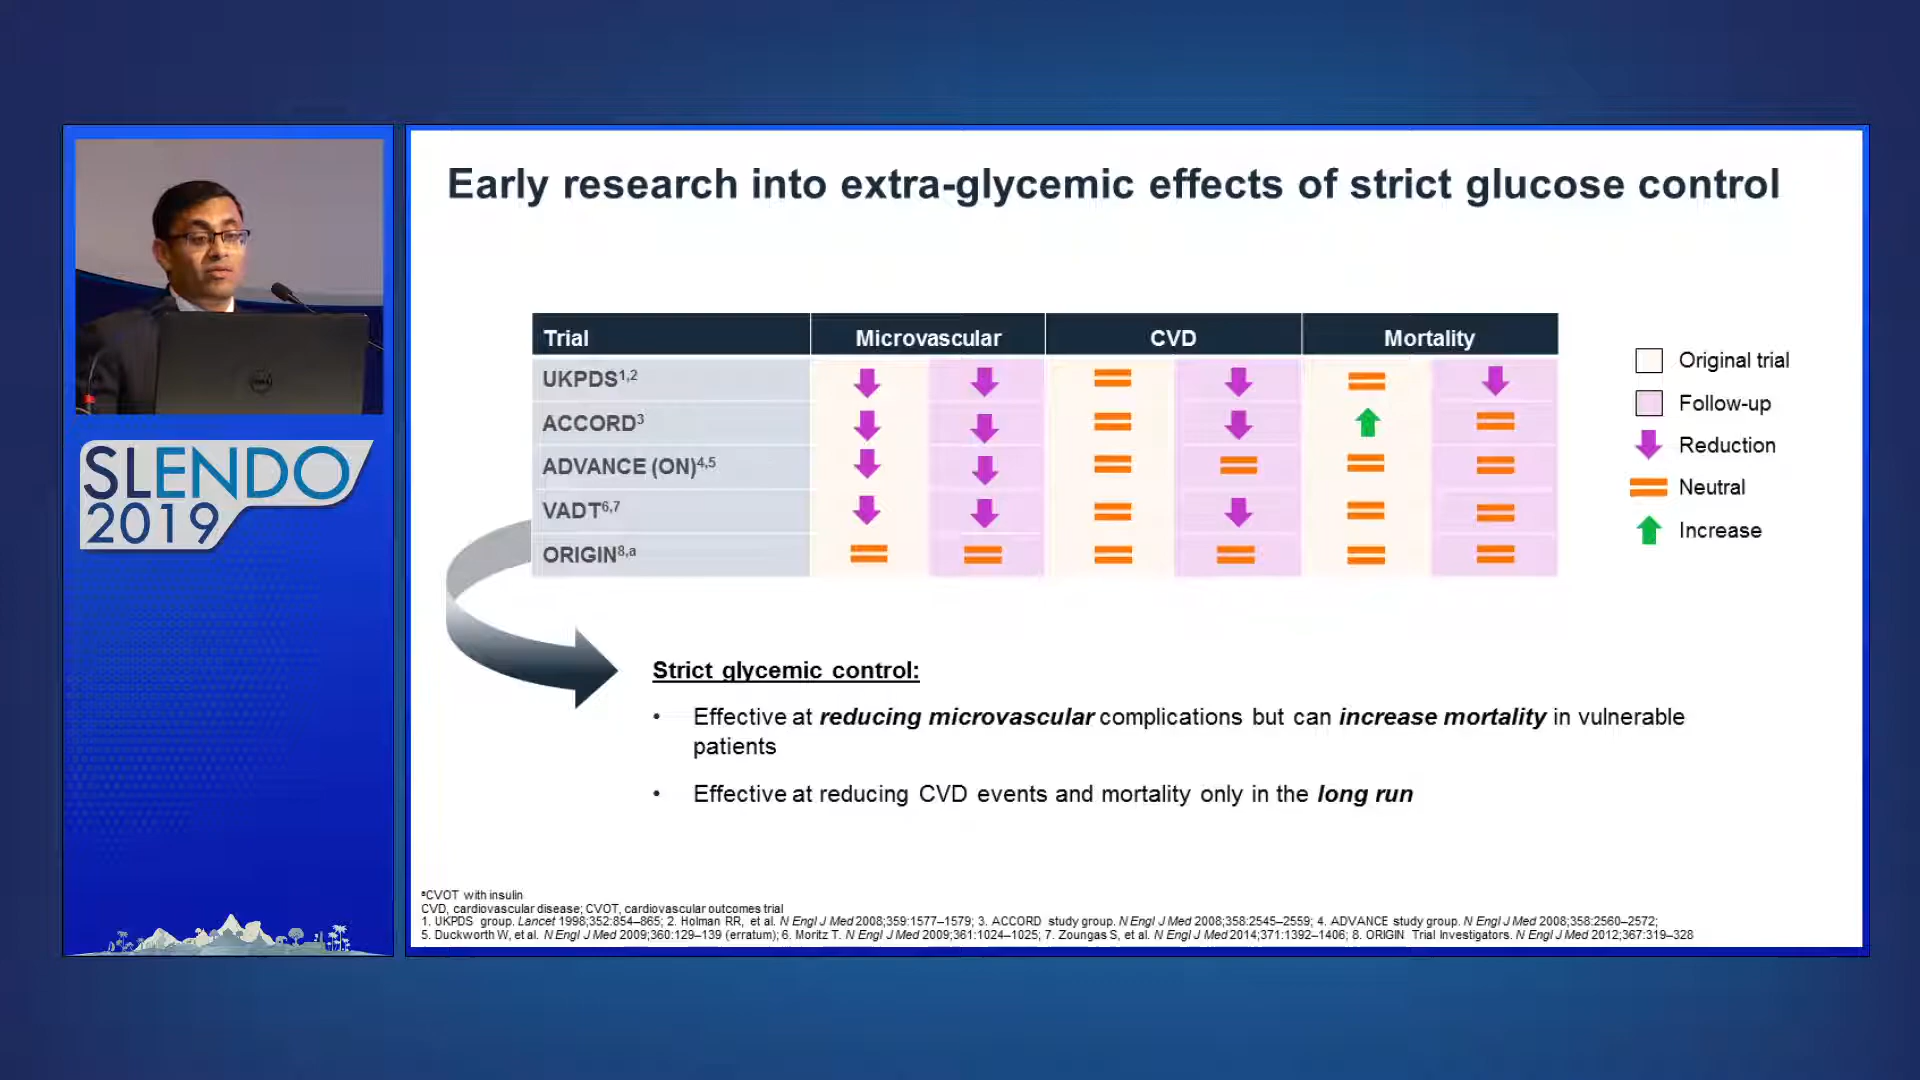 Early research into extra-glycemic effects of strict glucose control
Trial Microvascular CVD Mortality
UKPDS1,2
ACCORD3
ADVANCE (ON)4,5
VADT6,7
ORIGIN8,a
Original trial
Follow-up
Reduction
Neutral
Increase
SLENDO
2019
Strict glycemic control:
• Effective at reducing microvascular complications but can increase mortality in vulnerable
patients
• Effective at reducing CVD events and mortality only in the long run
aCVOT with insulin
CVD, cardiovascular disease; CVOT, cardiovascular outcomes trial
1. UKPDS group. Lancet 1998;352:854–865; 2. Holman RR, et al. N Engl J Med 2008;359:1577–1579; 3. ACCORD study group. N Engl J Med 2008;358:2545–2559; 4. ADVANCE study group. N Engl J Med 2008;358:2560–2572;
5. Duckworth W, et al. N Engl J Med 2009;360:129–139 (erratum); 6. Moritz T. N Engl J Med 2009;361:1024–1025; 7. Zoungas S, et al. N Engl J Med 2014;371:1392–1406; 8. ORIGIN Trial Investigators. N Engl J Med 2012;367:319–328